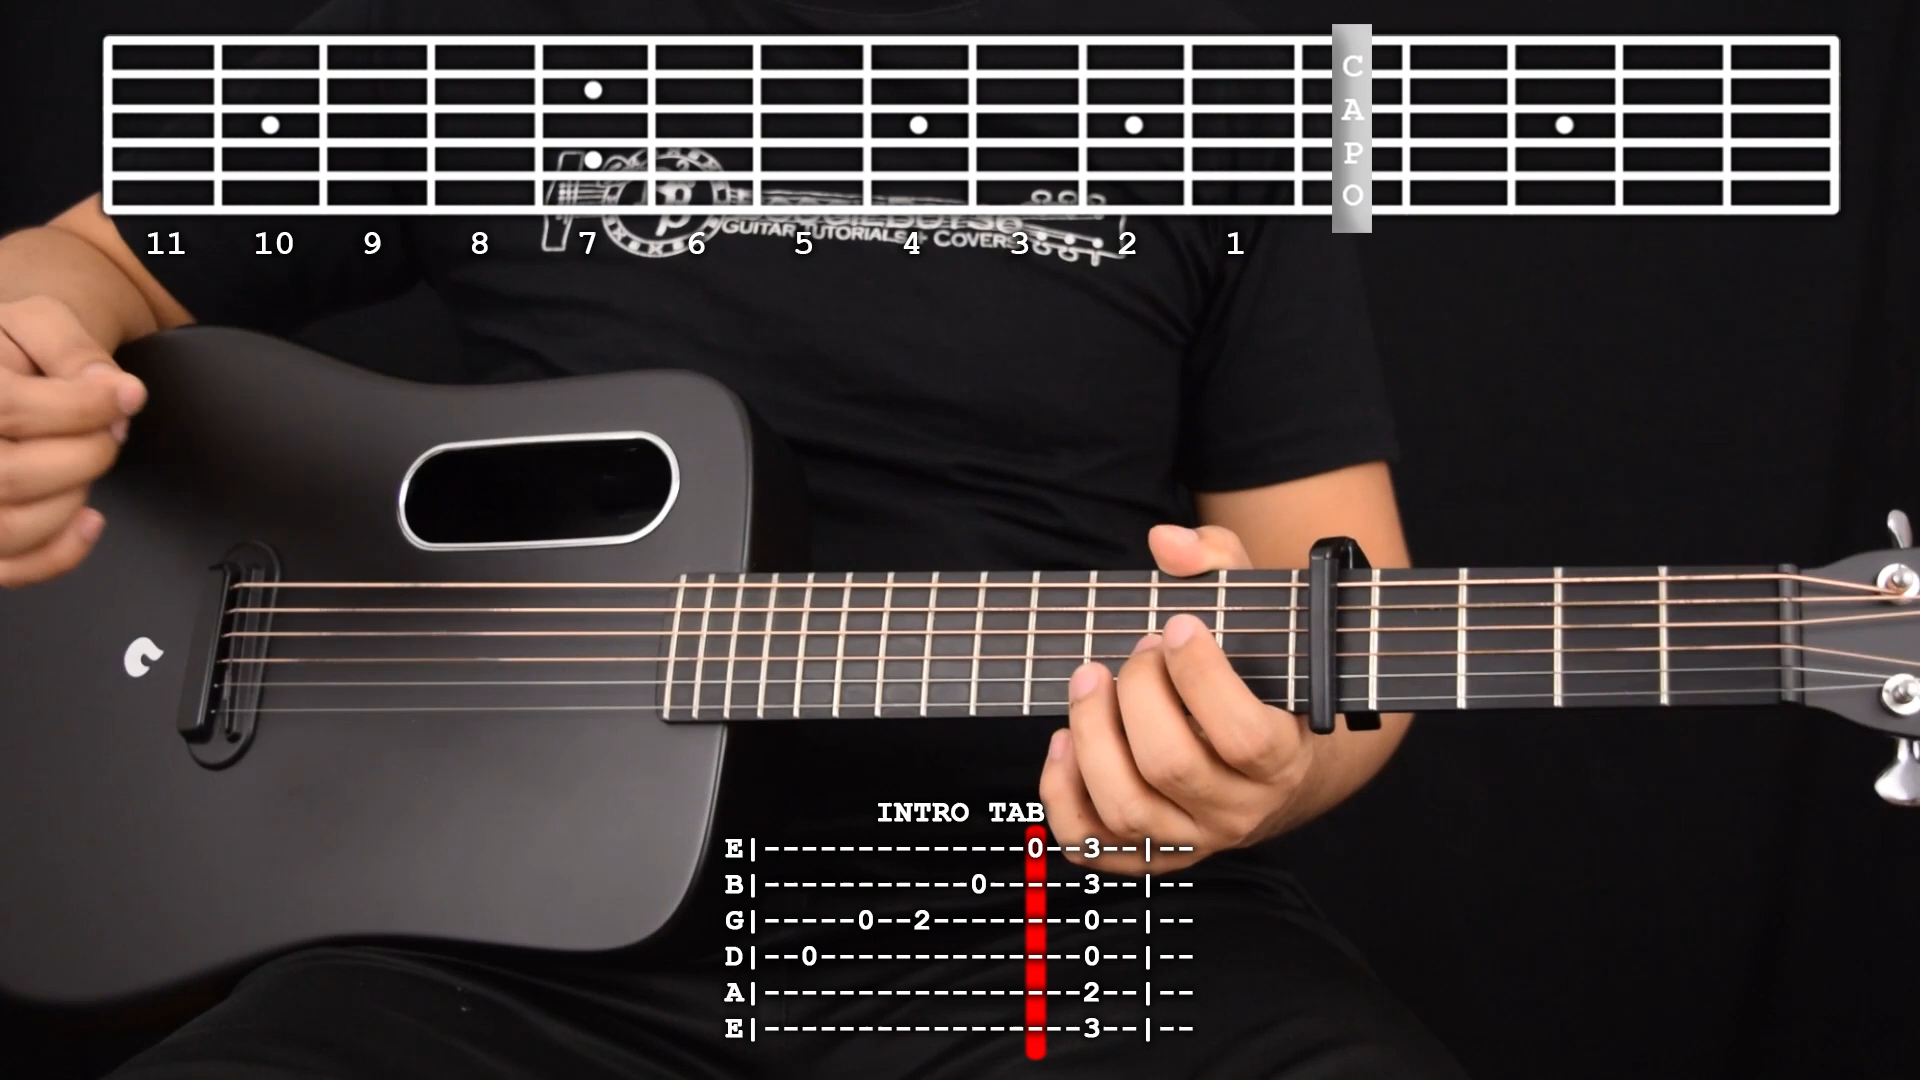 C
A
P
O
GUITAR TUTORIALS + COVERS
11 10 9 8 7 6 5 4 3 2 1
INTRO TAB
E|--------------0--3--|--
B|-----------0-----3--|--
G|-----0--2--------0--|--
D|--0--------------0--|--
A|-----------------2--|--
E|-----------------3--|--